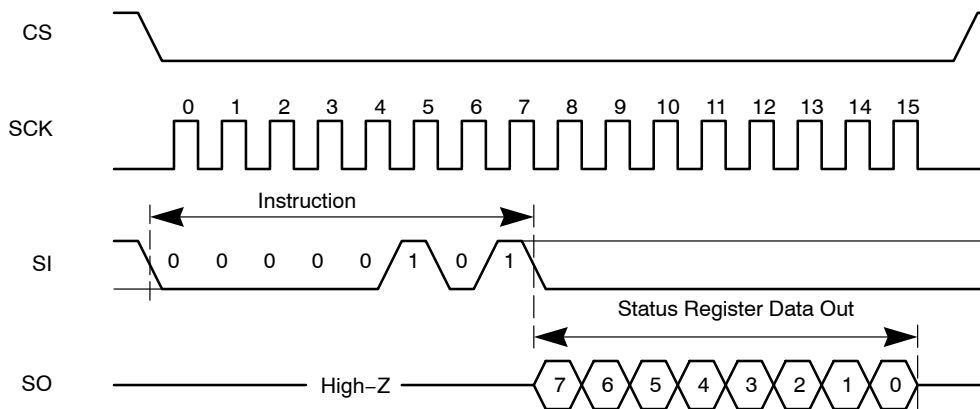 CS
0 1 2 3 4 5 6 7 8 9 10 11 12 13 14 15
SCK
Instruction
SI 0 0 0 0 0 1 0 1
Status Register Data Out
SO High−Z 7 6 5 4 3 2 1 0